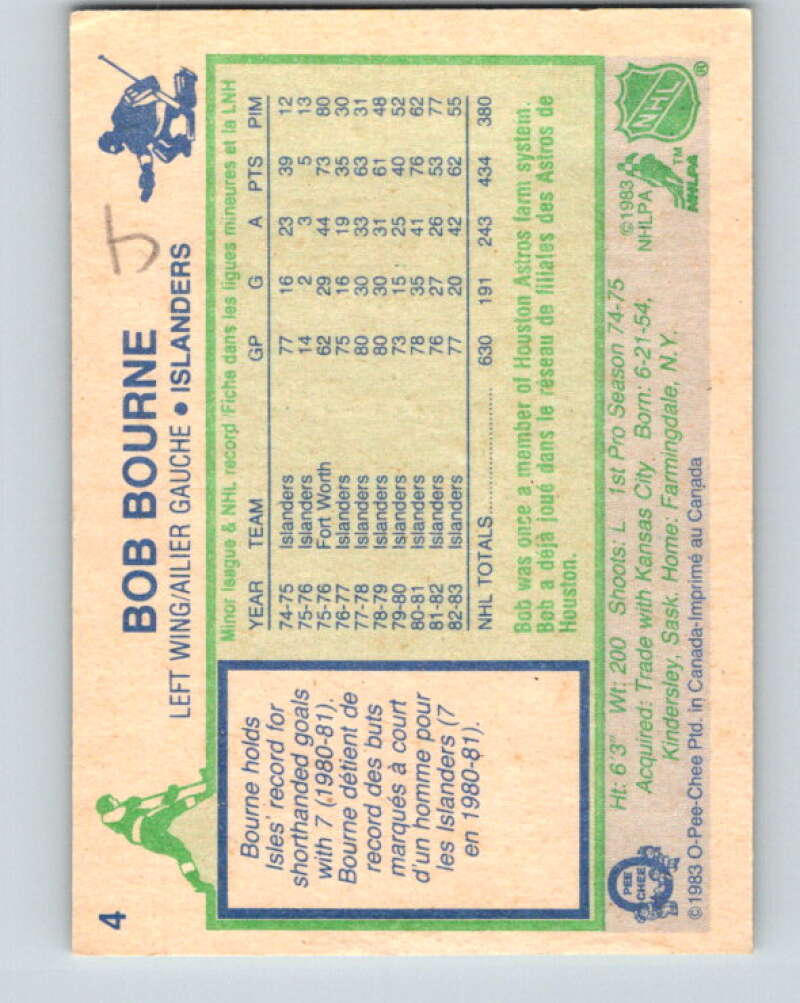 4
BOB BOURNE
LEFT WING/AILIER GAUCHE • ISLANDERS
Bourne holds
Isles' record for
shorthanded goals
with 7 (1980-81).
Bourne détient de
record des buts
marqués à court
d'un homme pour
les Islanders (7
en 1980-81).
Minor league & NHL record/Fiche dans les ligues mineures et la LNH
YEAR TEAM GP G A PTS PIM
74-75 Islanders 77 16 23 39 12
75-76 Islanders 14 2 3 5 13
75-76 Fort Worth 62 29 44 73 80
76-77 Islanders 75 16 19 35 30
77-78 Islanders 80 30 33 63 31
78-79 Islanders 80 30 31 61 48
79-80 Islanders 73 15 25 40 52
80-81 Islanders 78 35 41 76 62
81-82 Islanders 76 27 26 53 77
82-83 Islanders 77 20 42 62 55
NHL TOTALS 630 191 243 434 380
Bob was once a member of Houston Astros farm system.
Bob a déjà joué dans le réseau de filiales des Astros de
Houston.
Ht: 6'3" Wt: 200 Shoots: L 1st Pro Season 74-75
Acquired: Trade with Kansas City. Born: 6-21-54,
Kindersley, Sask. Home: Farmingdale, N.Y.
©1983 O-Pee-Chee Ptd. in Canada-Imprimé au Canada
O
PEE
CHEE
©1983
NHLPA
NHLPA
TM
NHL
®